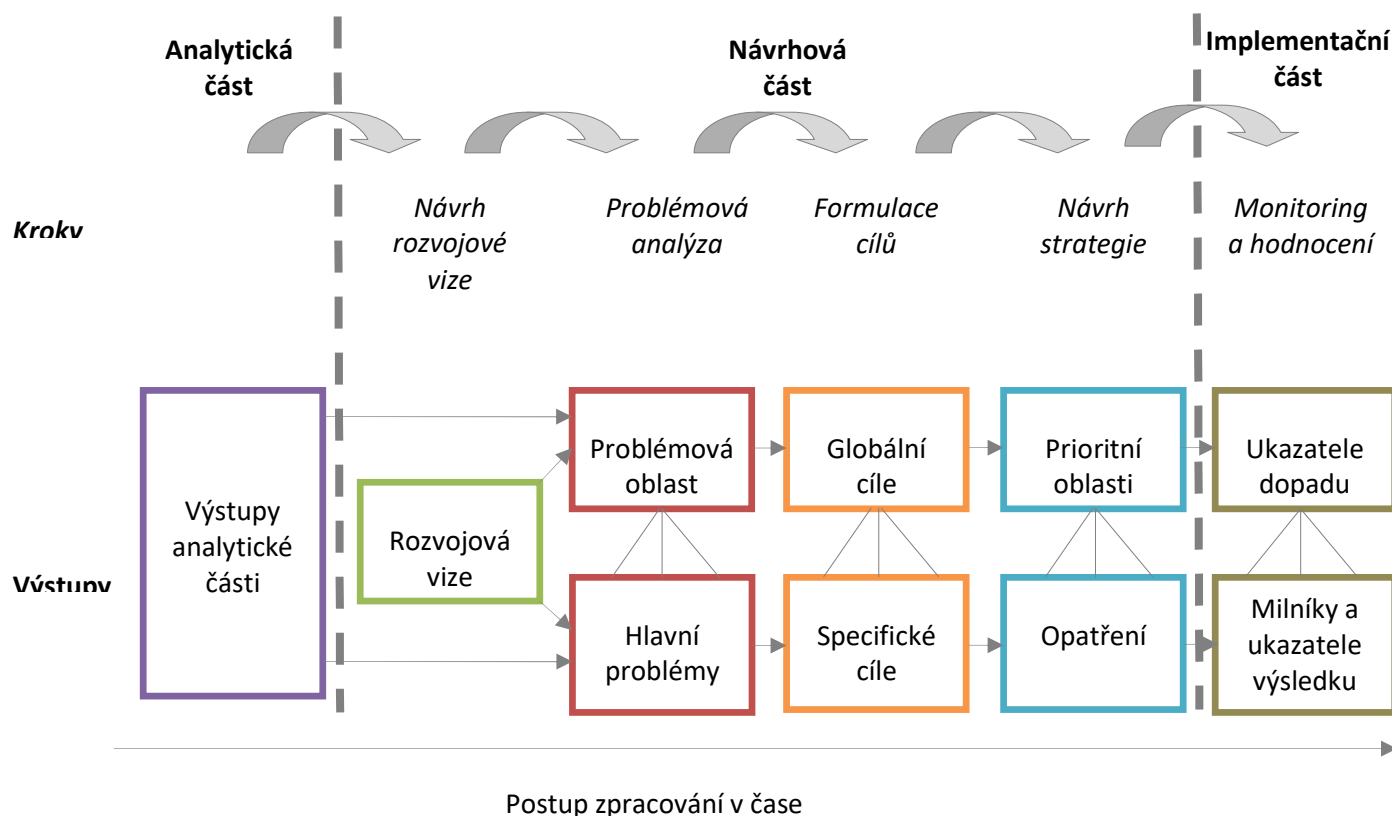 Analytická
část
Návrhová
část
Implementační
část
Kroky
Návrh
rozvojové
vize
Problémová
analýza
Formulace
cílů
Návrh
strategie
Monitoring
a hodnocení
Výstupy
Výstupy
analytické
části
Rozvojová
vize
Problémová
oblast
Globální
cíle
Prioritní
oblasti
Ukazatele
dopadu
Hlavní
problémy
Specifické
cíle
Opatření
Milníky a
ukazatele
výsledku
Postup zpracování v čase